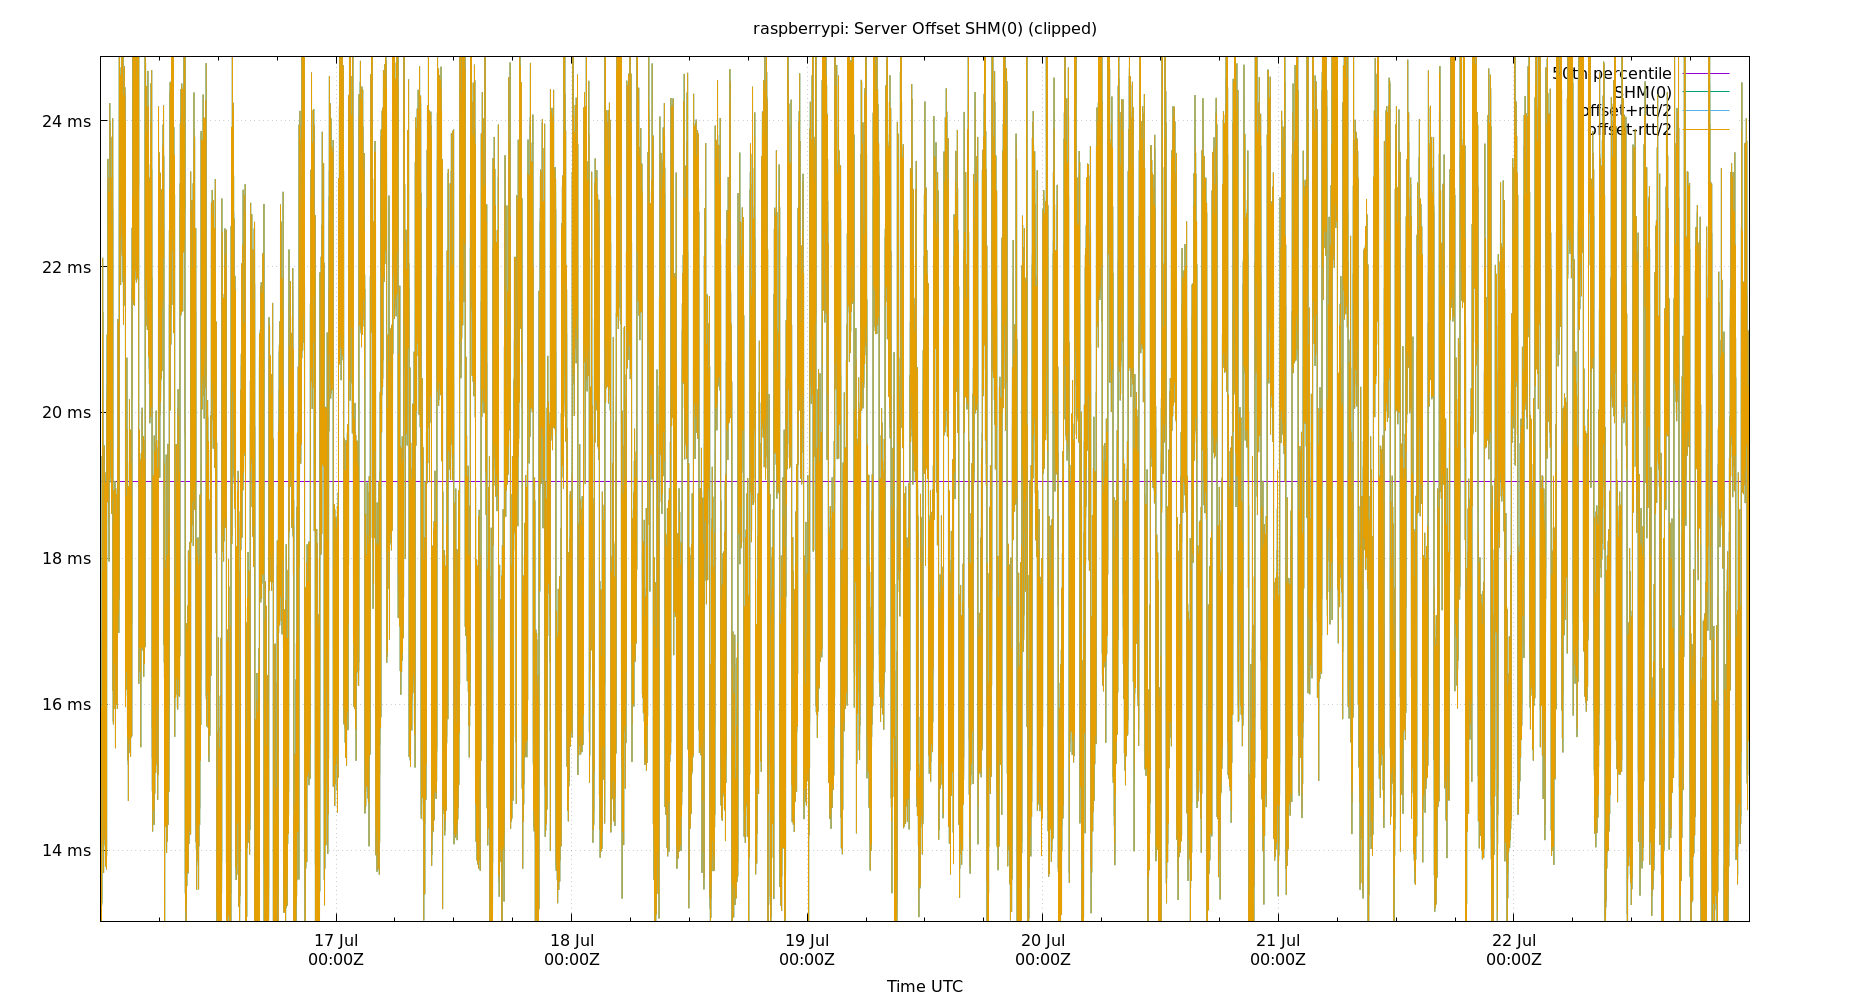 raspberrypi: Server Offset SHM(0) (clipped)
50th percentile
SHM(0)
offset+rtt/2
offset-rtt/2
24 ms
22 ms
20 ms
18 ms
16 ms
14 ms
17 Jul 18 Jul 19 Jul 20 Jul 21 Jul 22 Jul
00:00Z 00:00Z 00:00Z 00:00Z 00:00Z 00:00Z
Time UTC